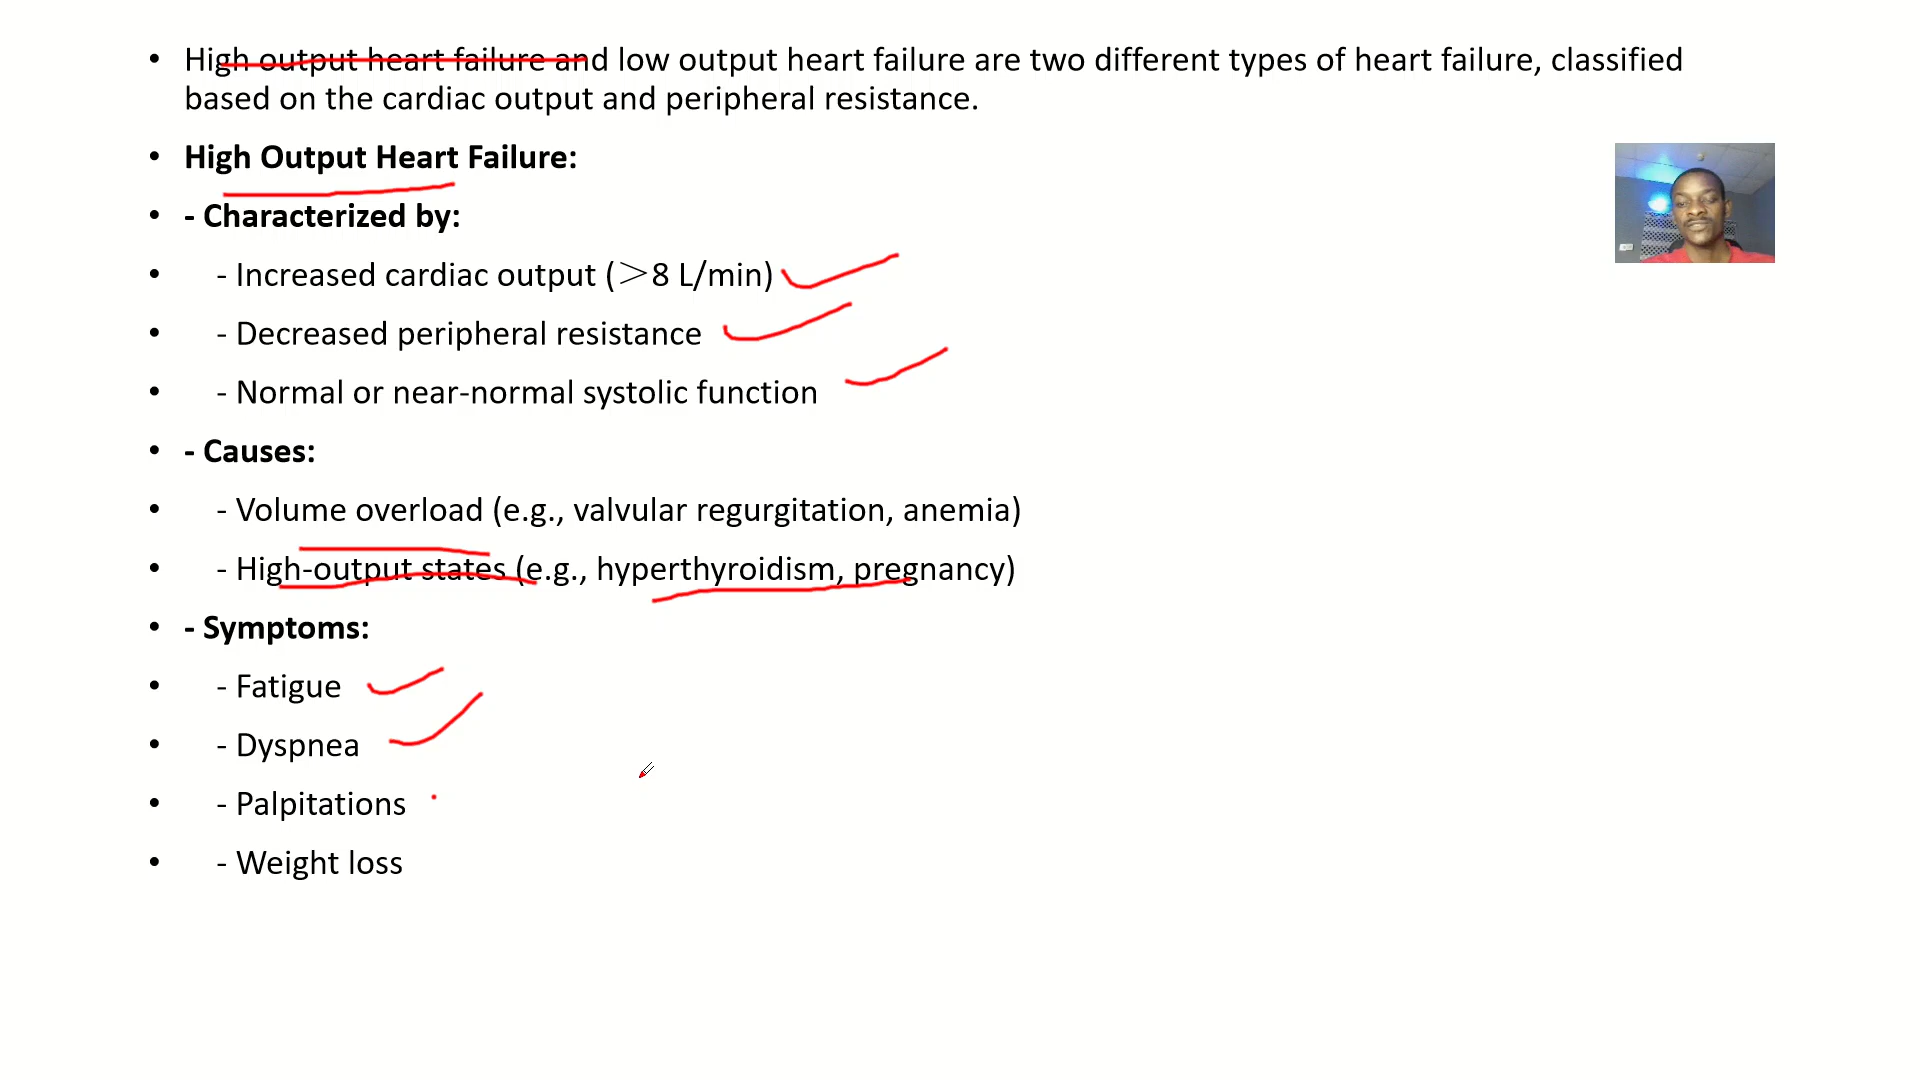 • High output heart failure and low output heart failure are two different types of heart failure, classified
based on the cardiac output and peripheral resistance.
• High Output Heart Failure:
• - Characterized by:
• - Increased cardiac output (>8 L/min)
• - Decreased peripheral resistance
• - Normal or near-normal systolic function
• - Causes:
• - Volume overload (e.g., valvular regurgitation, anemia)
• - High-output states (e.g., hyperthyroidism, pregnancy)
• - Symptoms:
• - Fatigue
• - Dyspnea
• - Palpitations
• - Weight loss